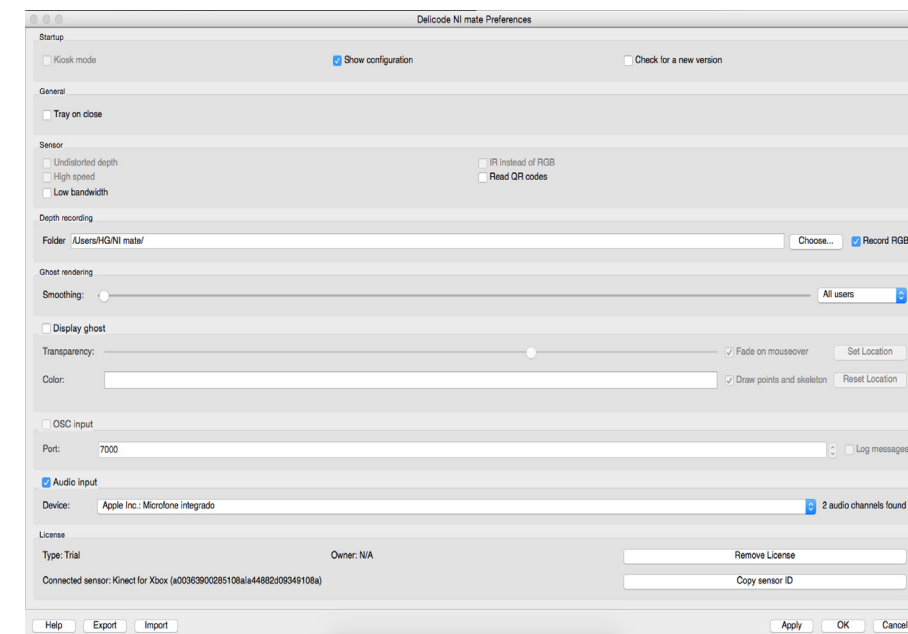 Delicode NI mate Preferences
Startup
Kiosk mode Show configuration Check for a new version
General
Tray on close
Sensor
Undistorted depth IR instead of RGB
High speed Read QR codes
Low bandwidth
Depth recording
Folder /Users/HG/NI mate/ Choose... Record RGB
Ghost rendering
Smoothing: All users
Display ghost
Transparency: Fade on mouseover Set Location
Color: Draw points and skeleton Reset Location
OSC input
Port: 7000 Log messages
Audio input
Device: Apple Inc.: Microfone integrado 2 audio channels found
License
Type: Trial Owner: N/A Remove License
Connected sensor: Kinect for Xbox (a00363900285108a|a44882d09349108a) Copy sensor ID
Help Export Import Apply OK Cancel